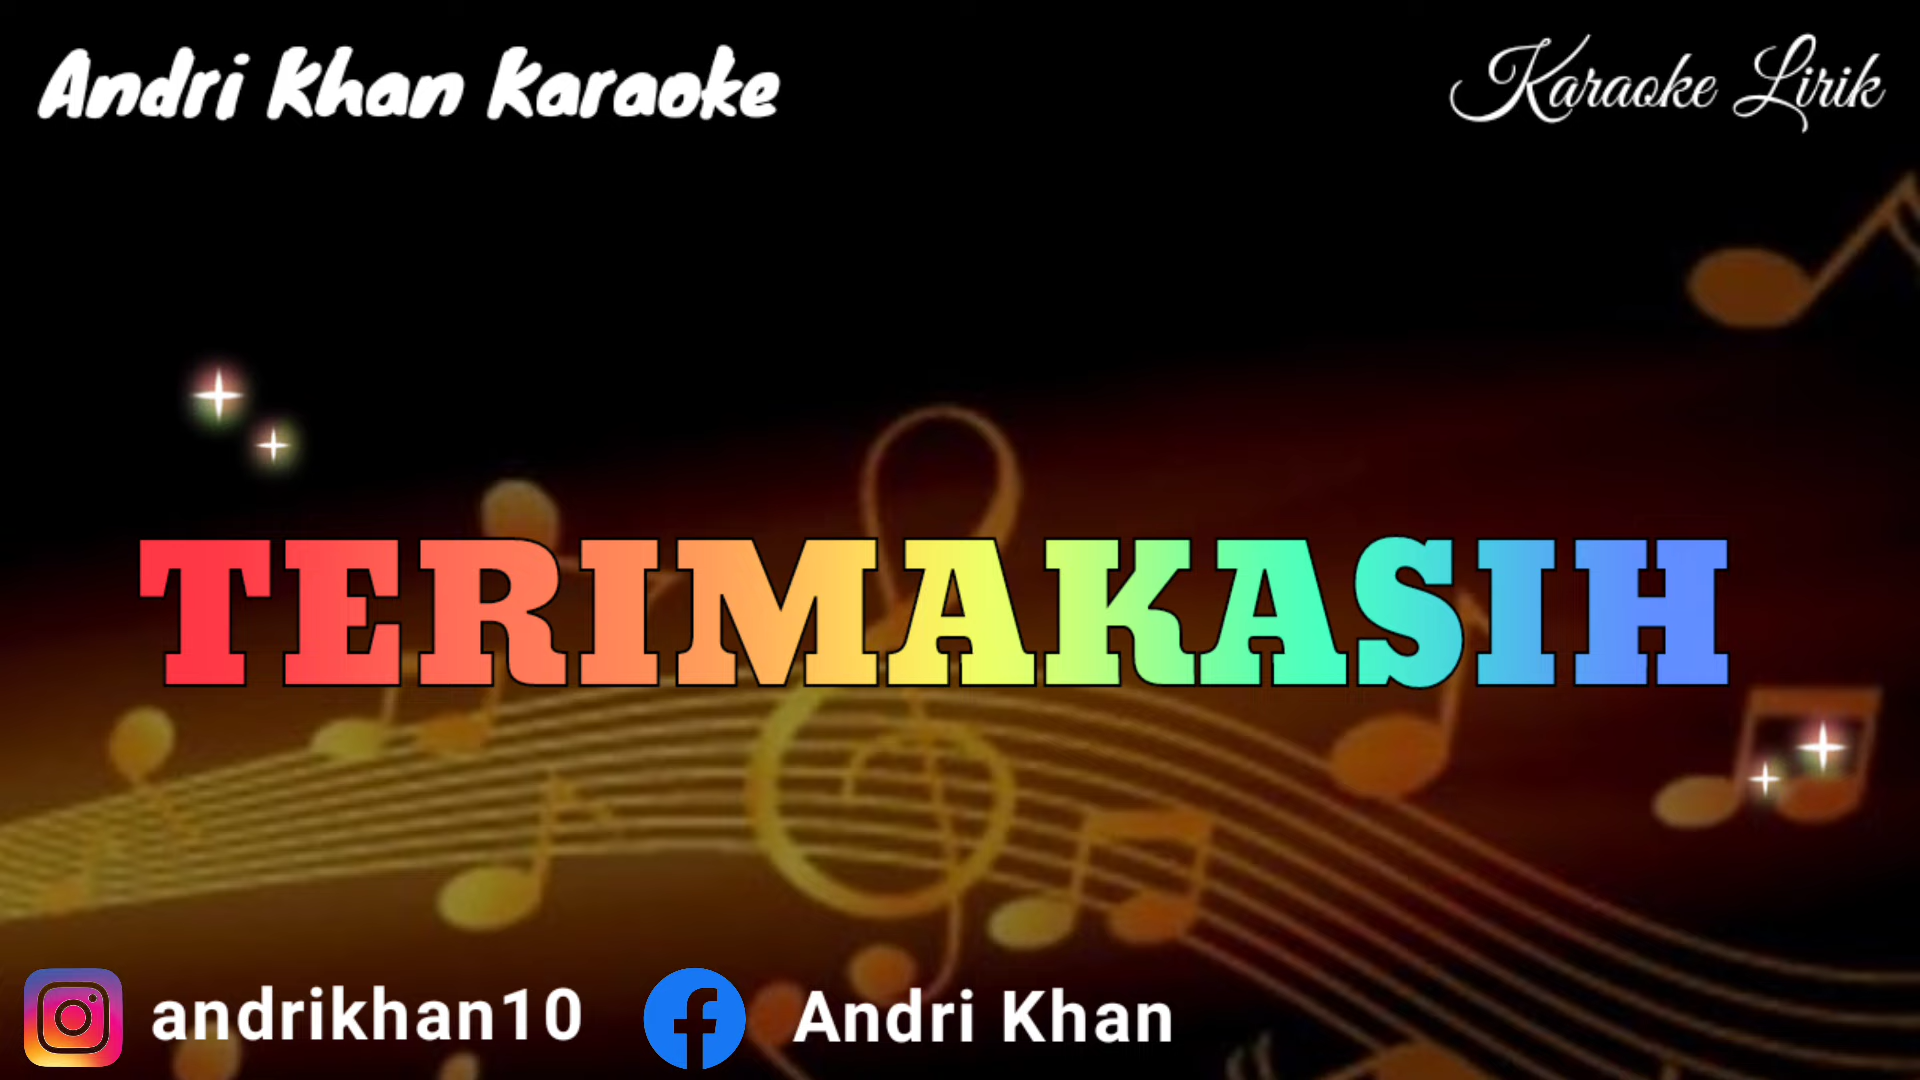 Andri Khan Karaoke
Karaoke Lirik
TERIMAKASIH
andrikhan10
Andri Khan